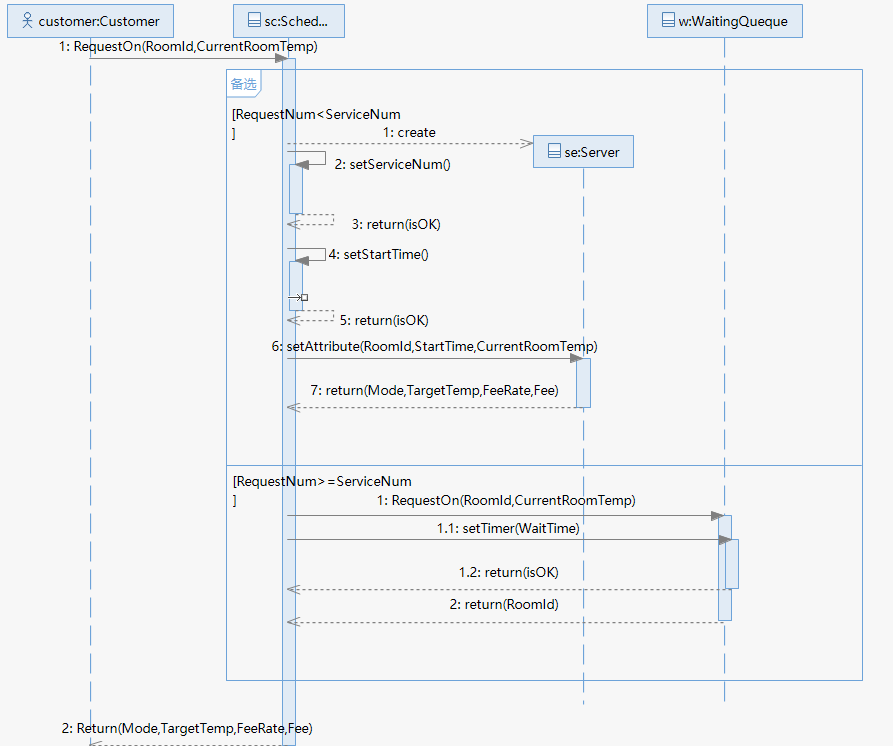 customer:Customer
sc:Sched...
w:WaitingQueque
1: RequestOn(RoomId,CurrentRoomTemp)
备选
[RequestNum<ServiceNum
]
1: create
se:Server
2: setServiceNum()
3: return(isOK)
4: setStartTime()
5: return(isOK)
6: setAttribute(RoomId,StartTime,CurrentRoomTemp)
7: return(Mode,TargetTemp,FeeRate,Fee)
[RequestNum>=ServiceNum
]
1: RequestOn(RoomId,CurrentRoomTemp)
1.1: setTimer(WaitTime)
1.2: return(isOK)
2: return(RoomId)
2: Return(Mode,TargetTemp,FeeRate,Fee)